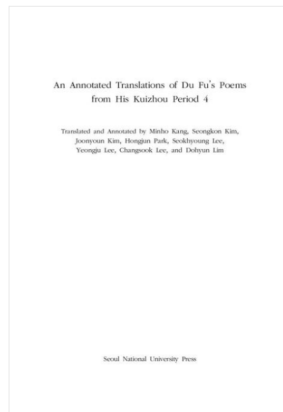 An Annotated Translations of Du Fu's Poems
from His Kuizhou Period 4
Translated and Annotated by Minho Kang, Seongkon Kim,
Joonyoun Kim, Hongjun Park, Seokhyoung Lee,
Yeongju Lee, Changsook Lee, and Dohyun Lim
Seoul National University Press